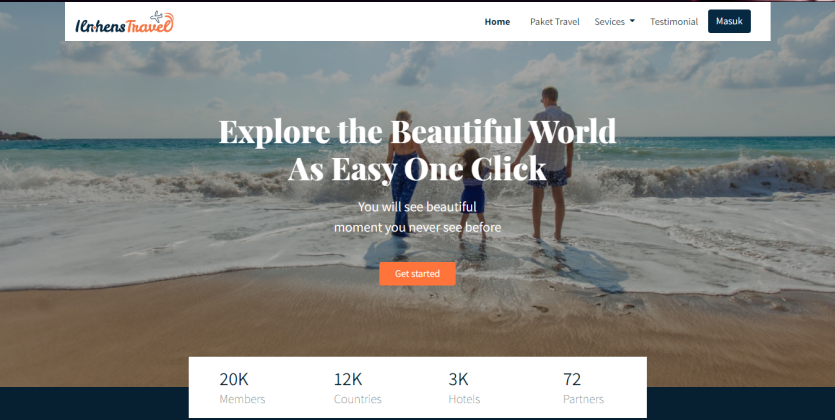 Travel
Home
Paket Travel
Sevices
Testimonial
Masuk
Explore the Beautiful World
As Easy One Click
You will see beautiful
moment you never see before
Get started
20K
Members
12K
Countries
3K
Hotels
72
Partners